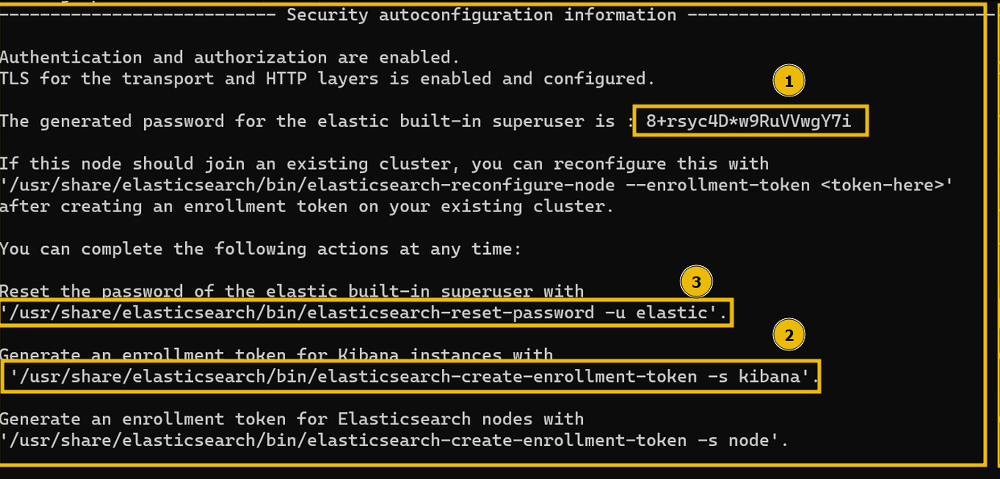 --------------------------- Security autoconfiguration information ------------------------------
1
Authentication and authorization are enabled.
TLS for the transport and HTTP layers is enabled and configured.
The generated password for the elastic built-in superuser is : 8+rsyc4D*w9RuVVwgY7i
If this node should join an existing cluster, you can reconfigure this with
'/usr/share/elasticsearch/bin/elasticsearch-reconfigure-node --enrollment-token <token-here>'
after creating an enrollment token on your existing cluster.
You can complete the following actions at any time:
3
Reset the password of the elastic built-in superuser with
'/usr/share/elasticsearch/bin/elasticsearch-reset-password -u elastic'.
2
Generate an enrollment token for Kibana instances with
'/usr/share/elasticsearch/bin/elasticsearch-create-enrollment-token -s kibana'.
Generate an enrollment token for Elasticsearch nodes with
'/usr/share/elasticsearch/bin/elasticsearch-create-enrollment-token -s node'.